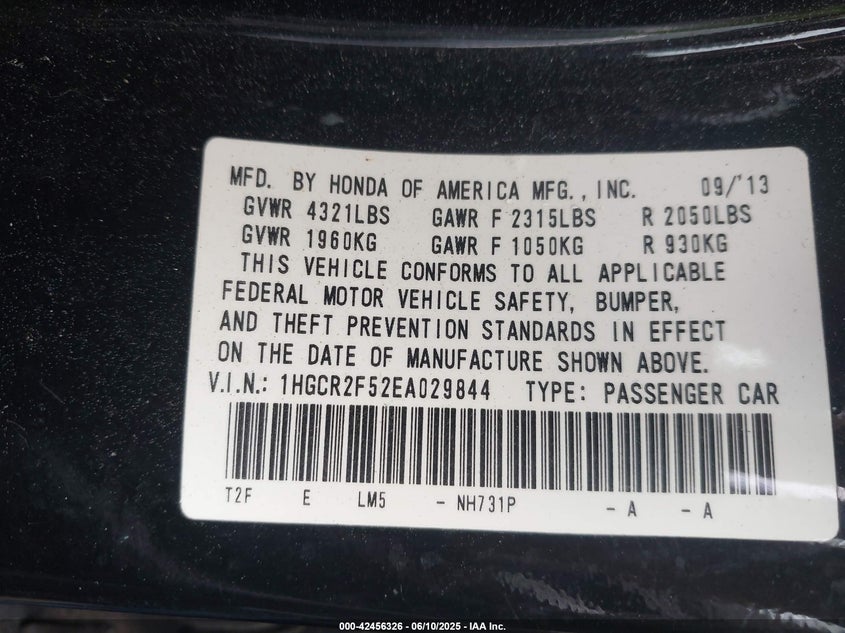 MFD. BY HONDA OF AMERICA MFG., INC. 09/'13
GVWR 4321LBS GAWR F 2315LBS R 2050LBS
GVWR 1960KG GAWR F 1050KG R 930KG
THIS VEHICLE CONFORMS TO ALL APPLICABLE
FEDERAL MOTOR VEHICLE SAFETY, BUMPER,
AND THEFT PREVENTION STANDARDS IN EFFECT
ON THE DATE OF MANUFACTURE SHOWN ABOVE.
V.I.N.: 1HGCR2F52EA029844 TYPE: PASSENGER CAR
T2F E LM5 - NH731P - A - A
000-42456326 - 06/10/2025 - IAA Inc.